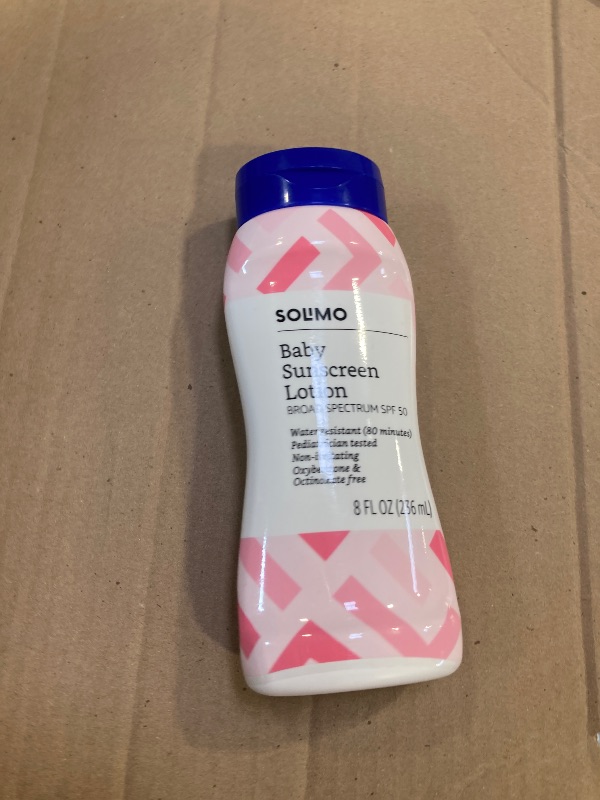 SOLIMO
Baby
Sunscreen
Lotion
BROAD SPECTRUM SPF 50
Water resistant (80 minutes)
Pediatrician tested
Non-irritating
Oxybenzone &
Octinoxate free
8 FL OZ (236 mL)